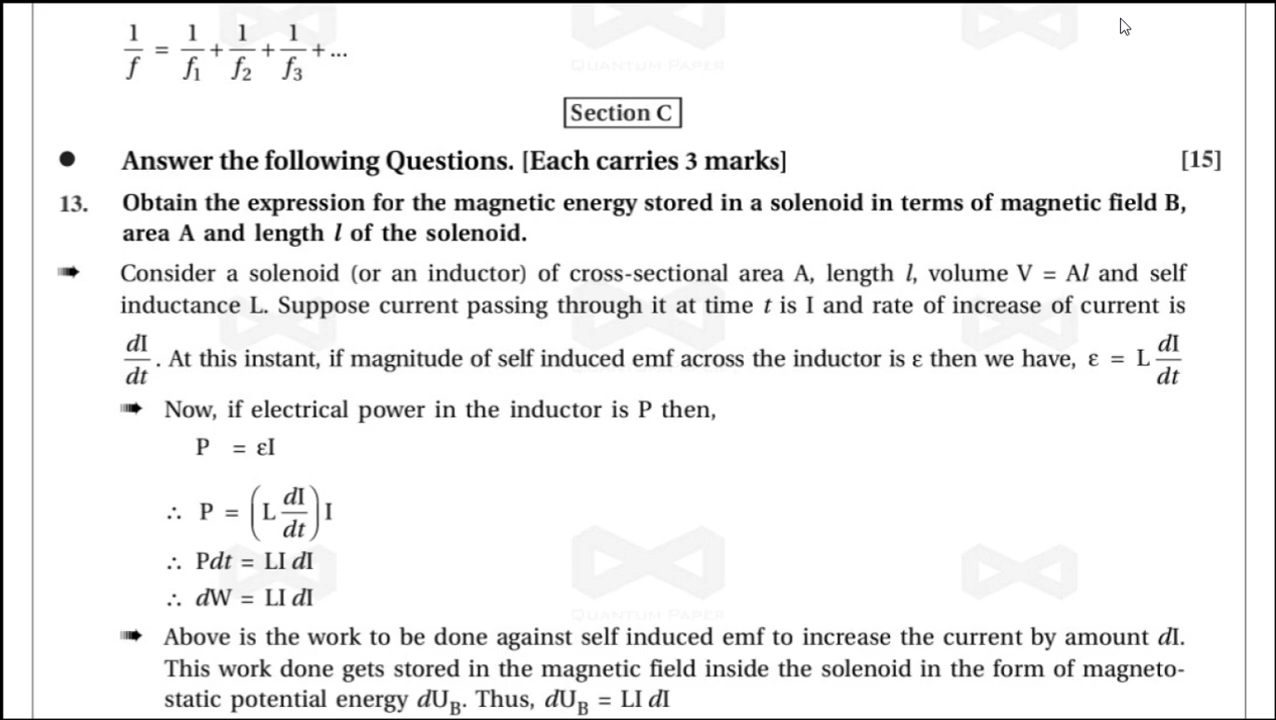 1/f = 1/f₁ + 1/f₂ + 1/f₃ + ...
QUANTUM PAPER
Section C
● Answer the following Questions. [Each carries 3 marks] [15]
13. Obtain the expression for the magnetic energy stored in a solenoid in terms of magnetic field B,
area A and length l of the solenoid.
➠ Consider a solenoid (or an inductor) of cross-sectional area A, length l, volume V = Al and self
inductance L. Suppose current passing through it at time t is I and rate of increase of current is
dI/dt. At this instant, if magnitude of self induced emf across the inductor is ε then we have, ε = L dI/dt
➠ Now, if electrical power in the inductor is P then,
P = εI
∴ P = (L dI/dt) I
∴ Pdt = LI dI
∴ dW = LI dI
QUANTUM PAPER
➠ Above is the work to be done against self induced emf to increase the current by amount dI.
This work done gets stored in the magnetic field inside the solenoid in the form of magneto-
static potential energy dU_B. Thus, dU_B = LI dI